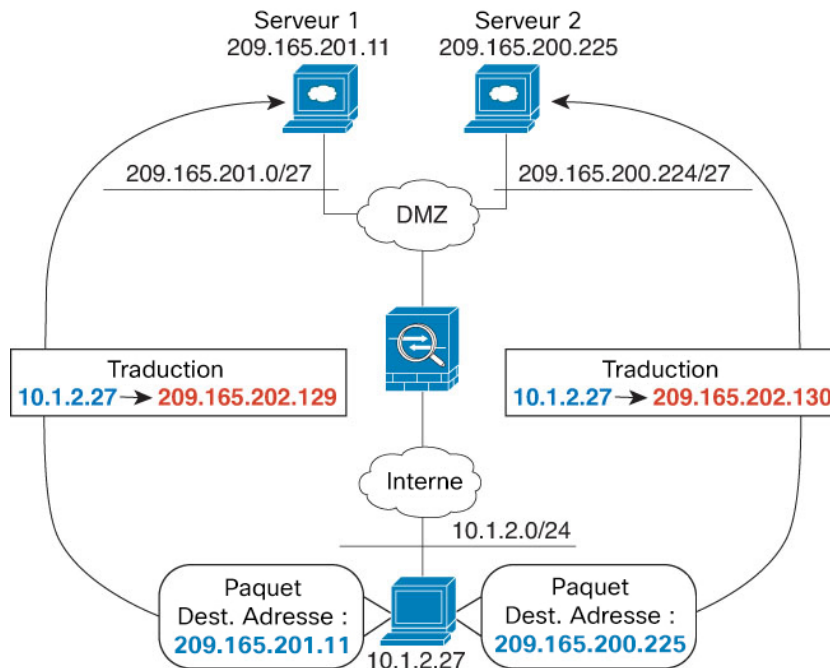 Serveur 1
209.165.201.11
Serveur 2
209.165.200.225
209.165.201.0/27
209.165.200.224/27
DMZ
Traduction
10.1.2.27 → 209.165.202.129
Traduction
10.1.2.27 → 209.165.202.130
Interne
10.1.2.0/24
Paquet
Dest. Adresse :
209.165.201.11
Paquet
Dest. Adresse :
209.165.200.225
10.1.2.27